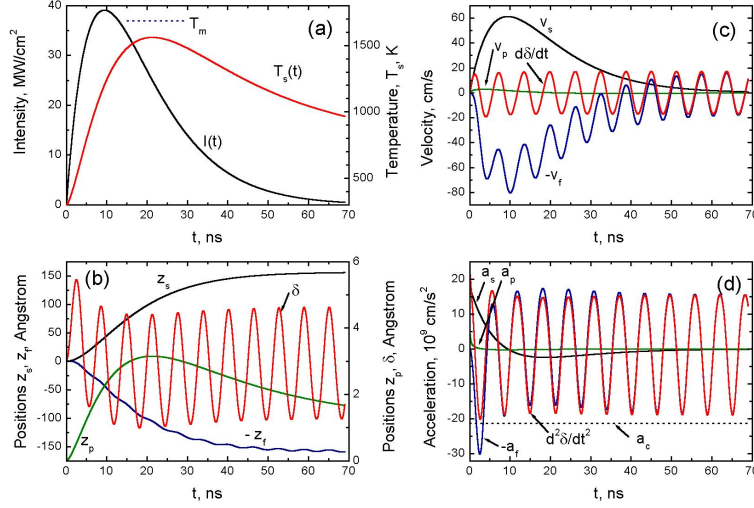 (a)
T_m
T_s(t)
I(t)
Intensity, MW/cm²
40
30
20
10
0
Temperature, T_s, K
1500
1000
500
0 10 20 30 40 50 60 70
t, ns
(c)
v_s
v_p
dδ/dt
-v_f
Velocity, cm/s
60
40
20
0
-20
-40
-60
-80
0 10 20 30 40 50 60 70
t, ns
(b)
z_s
δ
z_p
- z_f
Positions z_s, z_f, Angstrom
150
100
50
0
-50
-100
-150
Positions z_p, δ, Angstrom
6
4
2
0
0 10 20 30 40 50 60 70
t, ns
(d)
a_s
a_p
-a_f
d²δ/dt²
a_c
Acceleration, 10⁹ cm/s²
20
10
0
-10
-20
-30
0 10 20 30 40 50 60 70
t, ns